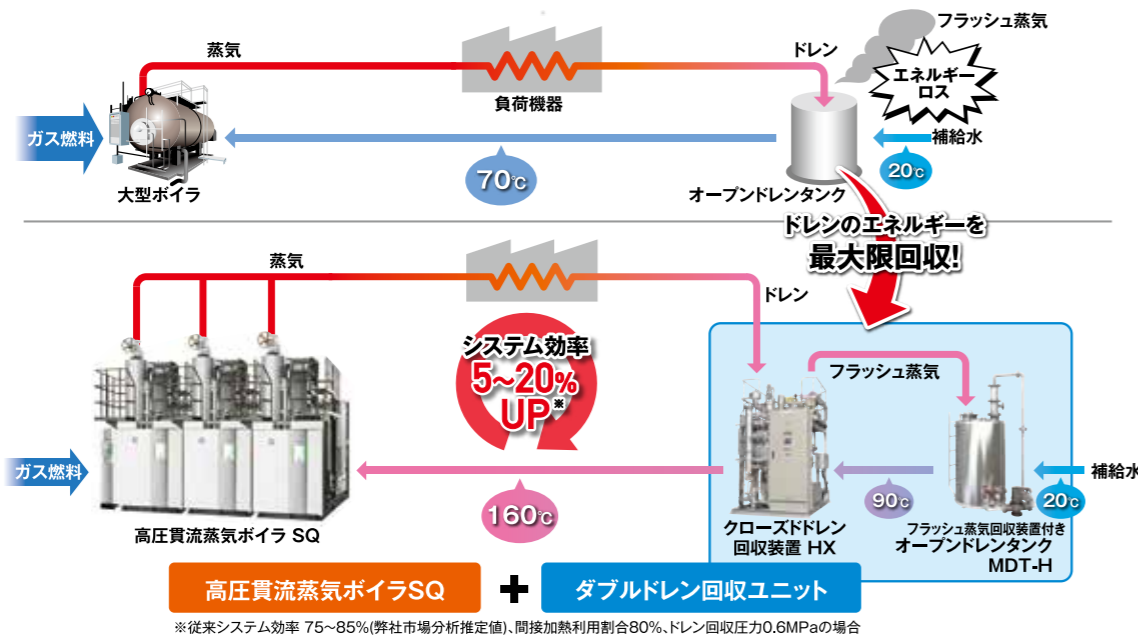 フラッシュ蒸気
蒸気
ドレン
エネルギー
ロス
負荷機器
ガス燃料
補給水
70℃
20℃
大型ボイラ
オープンドレンタンク
ドレンのエネルギーを
最大限回収!
蒸気
ドレン
システム効率
5~20%
UP※
フラッシュ蒸気
ガス燃料
補給水
160℃
90℃
20℃
高圧貫流蒸気ボイラ SQ
クローズドドレン
回収装置 HX
フラッシュ蒸気回収装置付き
オープンドレンタンク
MDT-H
高圧貫流蒸気ボイラSQ
+
ダブルドレン回収ユニット
※従来システム効率 75~85%(弊社市場分析推定値)、間接加熱利用割合80%、ドレン回収圧力0.6MPaの場合